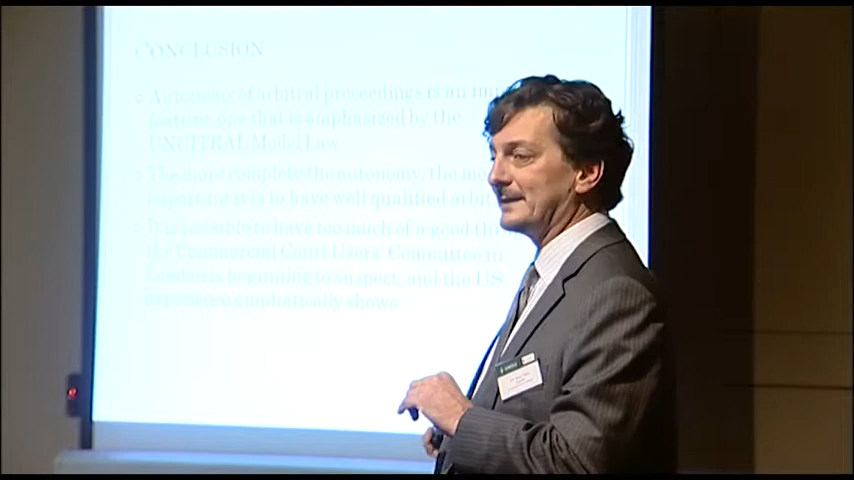 CONCLUSION
Autonomy of arbitral proceedings is an
feature, one that is emphasized by the
UNCITRAL Model Law
The more complete the autonomy, the
important it is to have well qualified
It is possible to have too much of a good
the Commercial Court Users' Committee in
London is beginning to suspect, and the US
experience emphatically shows.